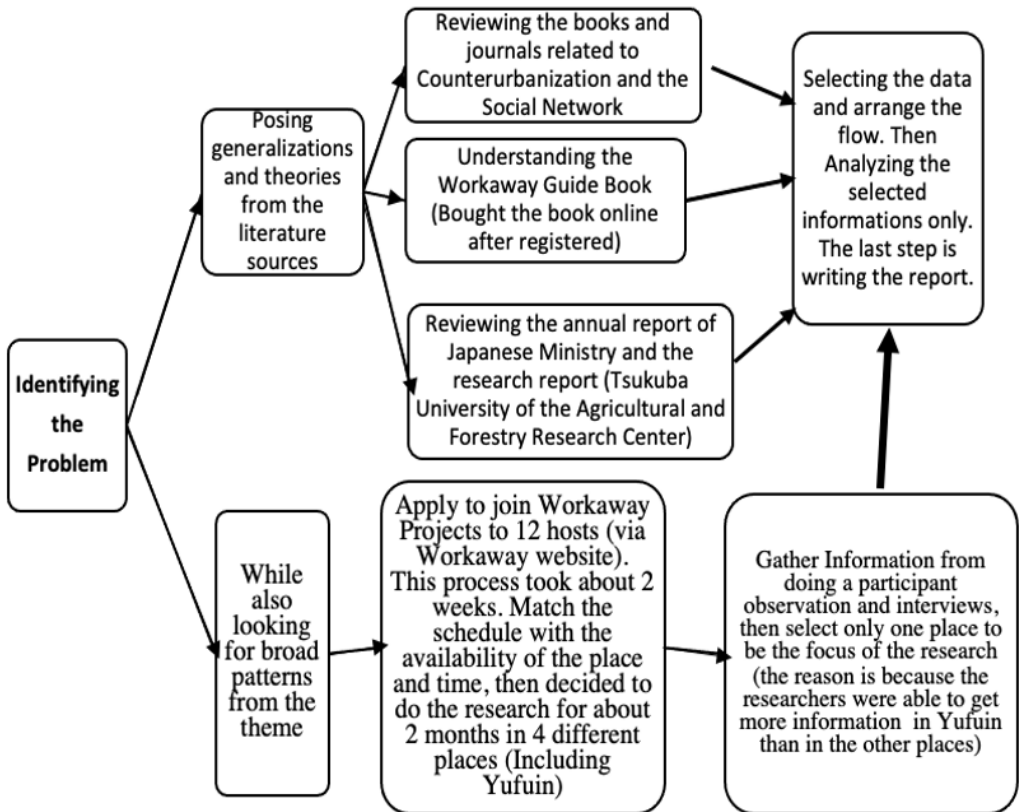 Identifying
the
Problem
Posing
generalizations
and theories
from the
literature
sources
Reviewing the books and
journals related to
Counterurbanization and the
Social Network
Understanding the
Workaway Guide Book
(Bought the book online
after registered)
Reviewing the annual report of
Japanese Ministry and the
research report (Tsukuba
University of the Agricultural and
Forestry Research Center)
Selecting the data
and arrange the
flow. Then
Analyzing the
selected
informations only.
The last step is
writing the report.
While
also
looking
for broad
patterns
from the
theme
Apply to join Workaway
Projects to 12 hosts (via
Workaway website).
This process took about 2
weeks. Match the
schedule with the
availability of the place
and time, then decided to
do the research for about
2 months in 4 different
places (Including
Yufuin)
Gather Information from
doing a participant
observation and interviews,
then select only one place to
be the focus of the research
(the reason is because the
researchers were able to get
more information in Yufuin
than in the other places)